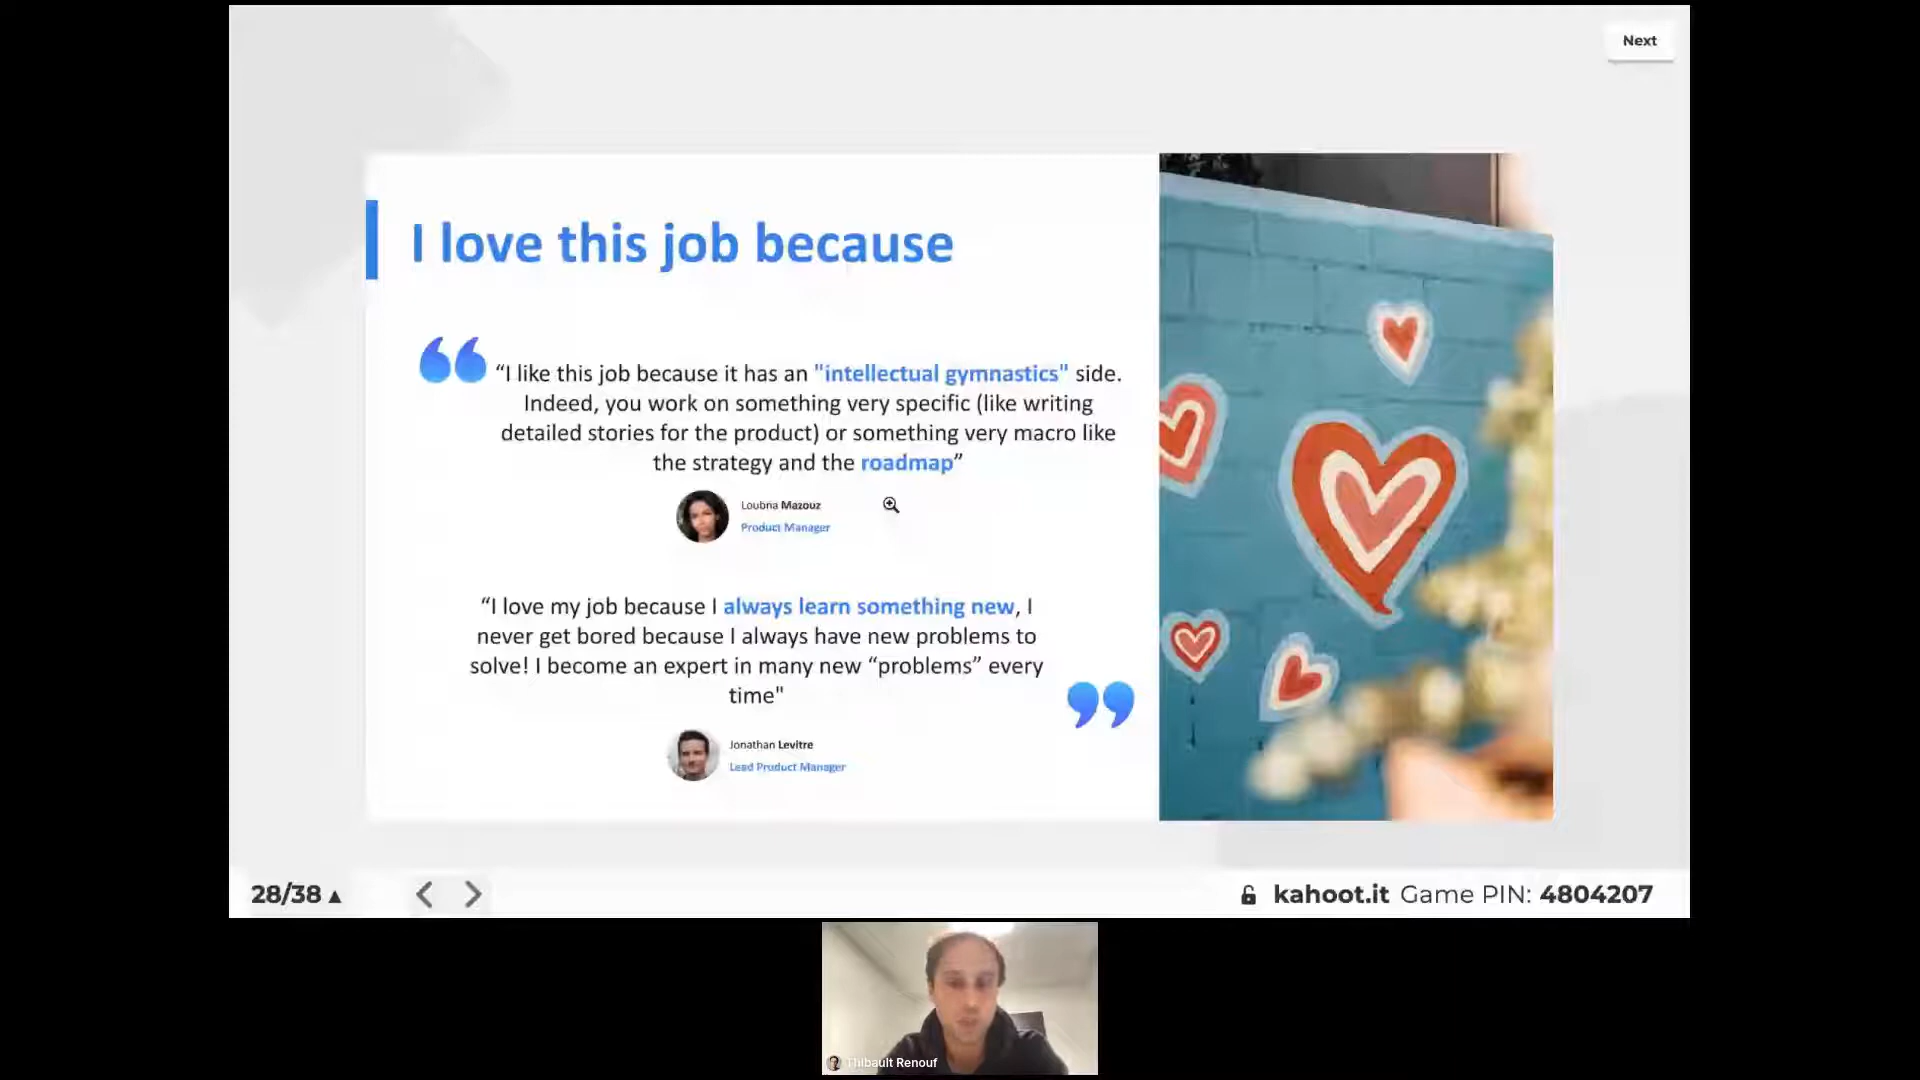 Next
I love this job because
“I like this job because it has an "intellectual gymnastics" side.
Indeed, you work on something very specific (like writing
detailed stories for the product) or something very macro like
the strategy and the roadmap”
Loubna Mazouz
Product Manager
“I love my job because I always learn something new, I
never get bored because I always have new problems to
solve! I become an expert in many new “problems” every
time"
Jonathan Levitre
Lead Product Manager
28/38
kahoot.it Game PIN: 4804207
Thibault Renouf